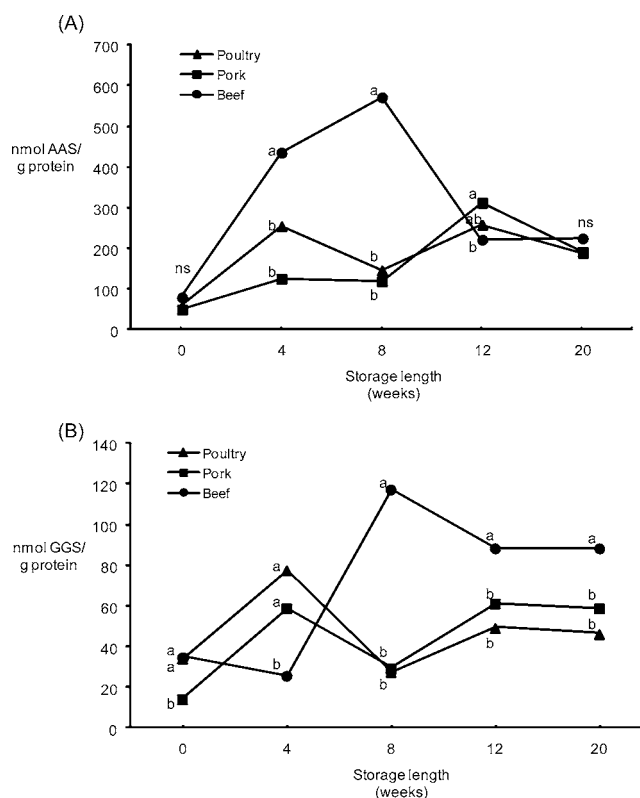 (A)
700
600
500
400
300
200
100
0
nmol AAS/
g protein
Poultry
Pork
Beef
ns
a
b
b
a
b
b
a
ab
b
ns
0 4 8 12 20
Storage length
(weeks)
(B)
140
120
100
80
60
40
20
0
nmol GGS/
g protein
Poultry
Pork
Beef
a
a
b
a
a
b
a
b
b
a
b
b
a
b
b
0 4 8 12 20
Storage length
(weeks)